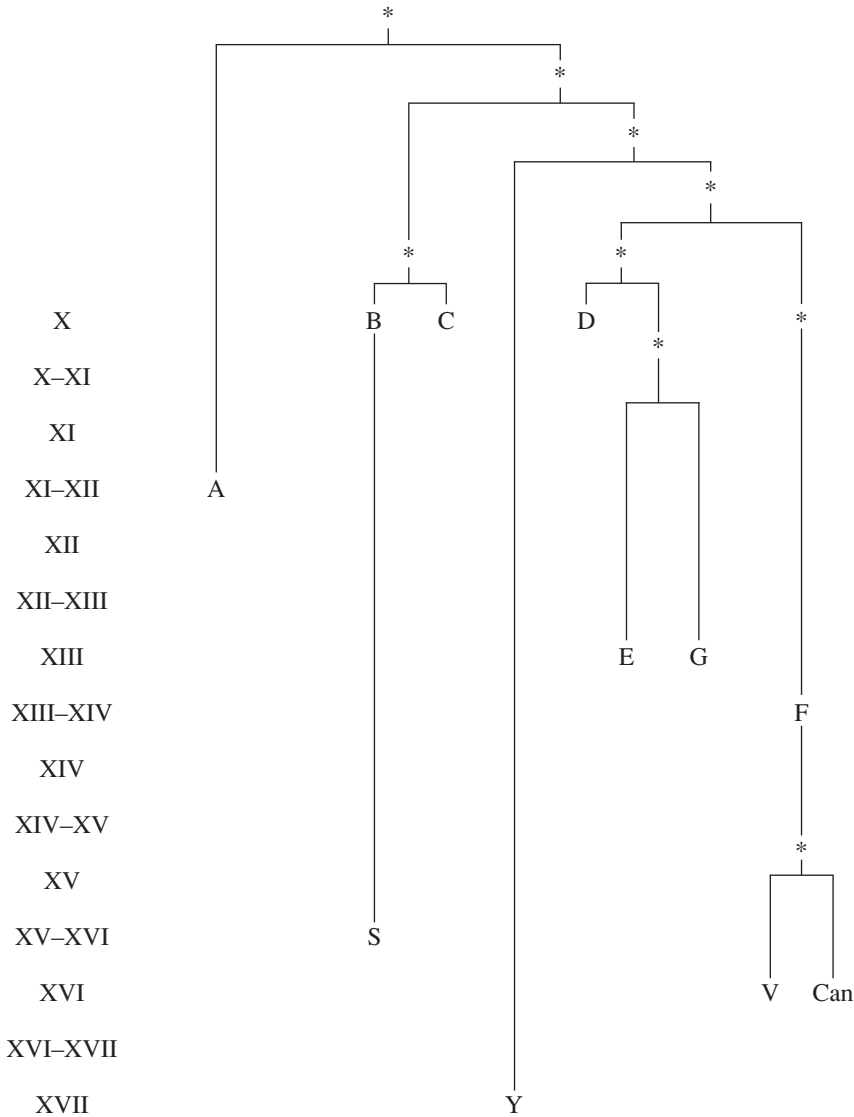 *
*
*
*
* *
X B C D *
*
X–XI
XI
XI–XII A
XII
XII–XIII
XIII E G
XIII–XIV F
XIV
XIV–XV
*
XV
XV–XVI S
XVI V Can
XVI–XVII
XVII Y